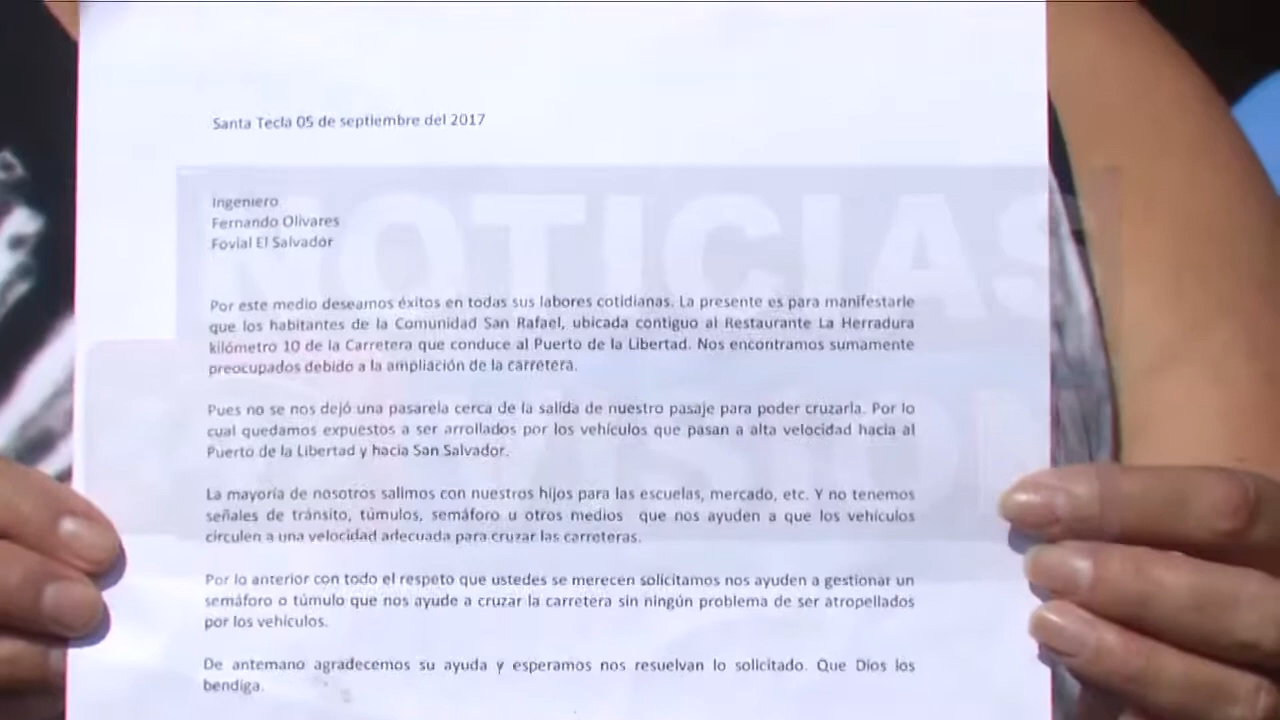 Santa Tecla 05 de septiembre del 2017
Ingeniero
Fernando Olivares
Fovial El Salvador
Por este medio deseamos éxitos en todas sus labores cotidianas. La presente es para manifestarle
que los habitantes de la Comunidad San Rafael, ubicada contiguo al Restaurante La Herradura
kilómetro 10 de la Carretera que conduce al Puerto de la Libertad. Nos encontramos sumamente
preocupados debido a la ampliación de la carretera.
Pues no se nos dejó una pasarela cerca de la salida de nuestro pasaje para poder cruzarla. Por lo
cual quedamos expuestos a ser arrollados por los vehículos que pasan a alta velocidad hacia al
Puerto de la Libertad y hacia San Salvador.
La mayoría de nosotros salimos con nuestros hijos para las escuelas, mercado, etc. Y no tenemos
señales de tránsito, túmulos, semáforo u otros medios que nos ayuden a que los vehículos
circulen a una velocidad adecuada para cruzar las carreteras.
Por lo anterior con todo el respeto que ustedes se merecen solicitamos nos ayuden a gestionar un
semáforo o túmulo que nos ayude a cruzar la carretera sin ningún problema de ser atropellados
por los vehículos.
De antemano agradecemos su ayuda y esperamos nos resuelvan lo solicitado. Que Dios los
bendiga.
NOTICIAS